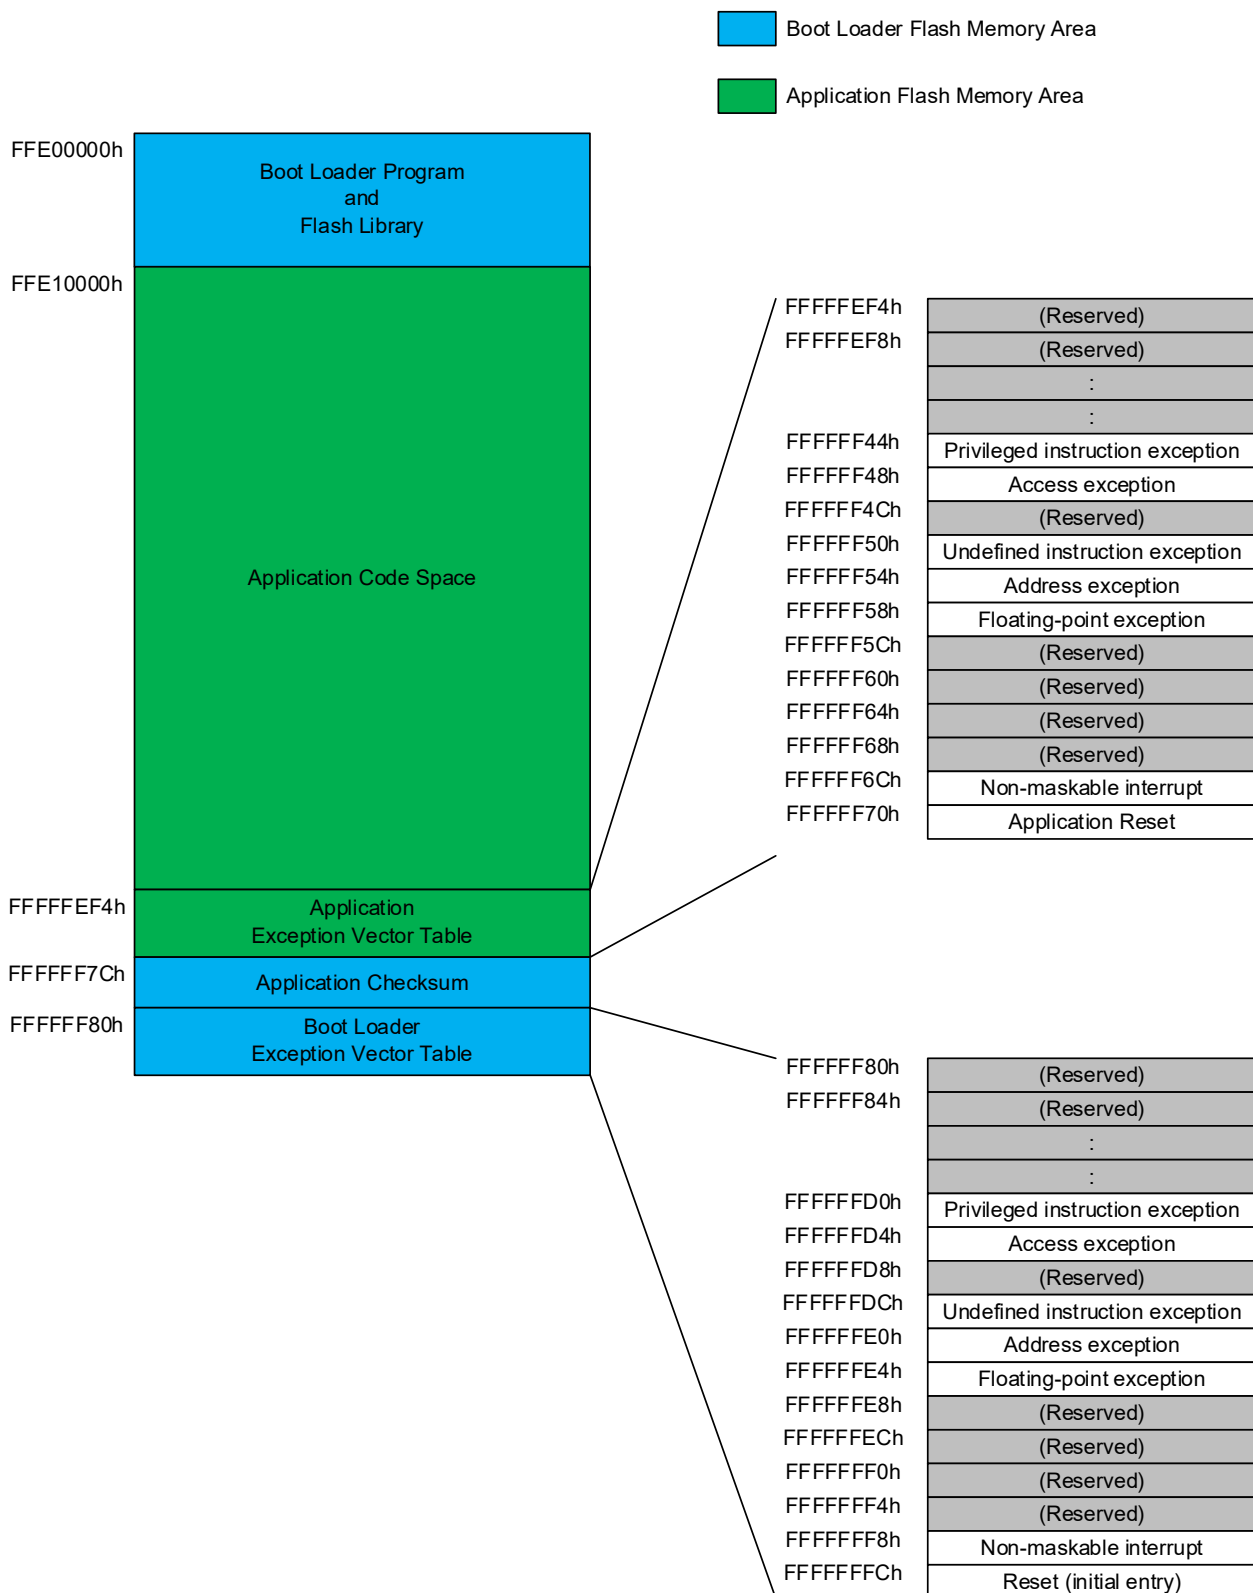 Boot Loader Flash Memory Area
Application Flash Memory Area
FFE00000h
Boot Loader Program
and
Flash Library
FFE10000h
Application Code Space
FFFFFEF4h
Application
Exception Vector Table
FFFFFF7Ch
Application Checksum
FFFFFF80h
Boot Loader
Exception Vector Table
FFFFFEF4h (Reserved)
FFFFFEF8h (Reserved)
:
:
FFFFFF44h Privileged instruction exception
FFFFFF48h Access exception
FFFFFF4Ch (Reserved)
FFFFFF50h Undefined instruction exception
FFFFFF54h Address exception
FFFFFF58h Floating-point exception
FFFFFF5Ch (Reserved)
FFFFFF60h (Reserved)
FFFFFF64h (Reserved)
FFFFFF68h (Reserved)
FFFFFF6Ch Non-maskable interrupt
FFFFFF70h Application Reset
FFFFFF80h (Reserved)
FFFFFF84h (Reserved)
:
:
FFFFFFD0h Privileged instruction exception
FFFFFFD4h Access exception
FFFFFFD8h (Reserved)
FFFFFFDCh Undefined instruction exception
FFFFFFE0h Address exception
FFFFFFE4h Floating-point exception
FFFFFFE8h (Reserved)
FFFFFFECh (Reserved)
FFFFFFF0h (Reserved)
FFFFFFF4h (Reserved)
FFFFFFF8h Non-maskable interrupt
FFFFFFFCh Reset (initial entry)